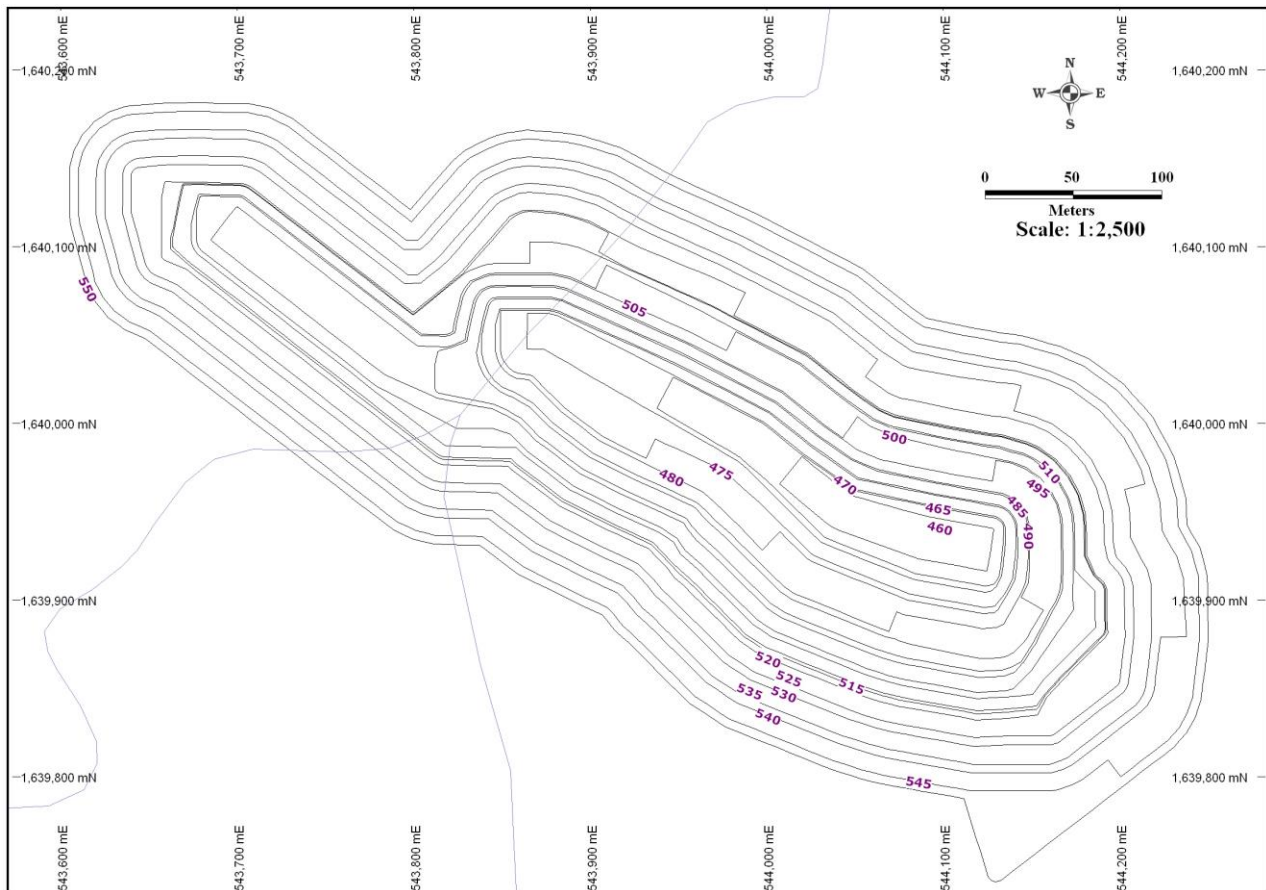 543,600 mE
543,700 mE
543,800 mE
543,900 mE
544,000 mE
544,100 mE
544,200 mE
1,640,200 mN
1,640,200
N
W E
S
0 50 100
Meters
Scale: 1:2,500
1,640,100 mN
1,640,100
550
505
1,640,000 mN
1,640,000
500
510
475
480
470
495
465
485
460
490
1,639,900 mN
1,639,900
520
525
515
530
535
540
1,639,800 mN
1,639,800
545
543,600 mE
543,700 mE
543,800 mE
543,900 mE
544,000 mE
544,100 mE
544,200 mE